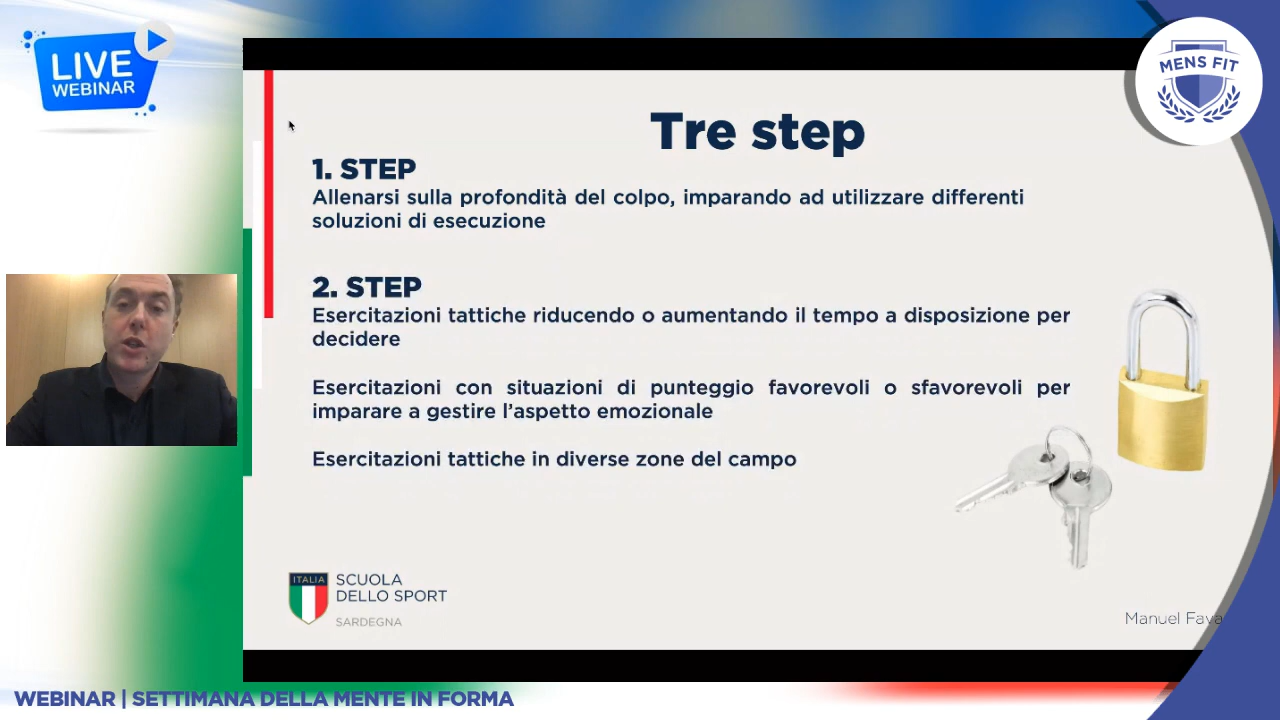 LIVE
WEBINAR
MENS FIT
Tre step
1. STEP
Allenarsi sulla profondità del colpo, imparando ad utilizzare differenti
soluzioni di esecuzione
2. STEP
Esercitazioni tattiche riducendo o aumentando il tempo a disposizione per
decidere
Esercitazioni con situazioni di punteggio favorevoli o sfavorevoli per
imparare a gestire l’aspetto emozionale
Esercitazioni tattiche in diverse zone del campo
ITALIA
SCUOLA
DELLO SPORT
SARDEGNA
Manuel Fava
WEBINAR | SETTIMANA DELLA MENTE IN FORMA